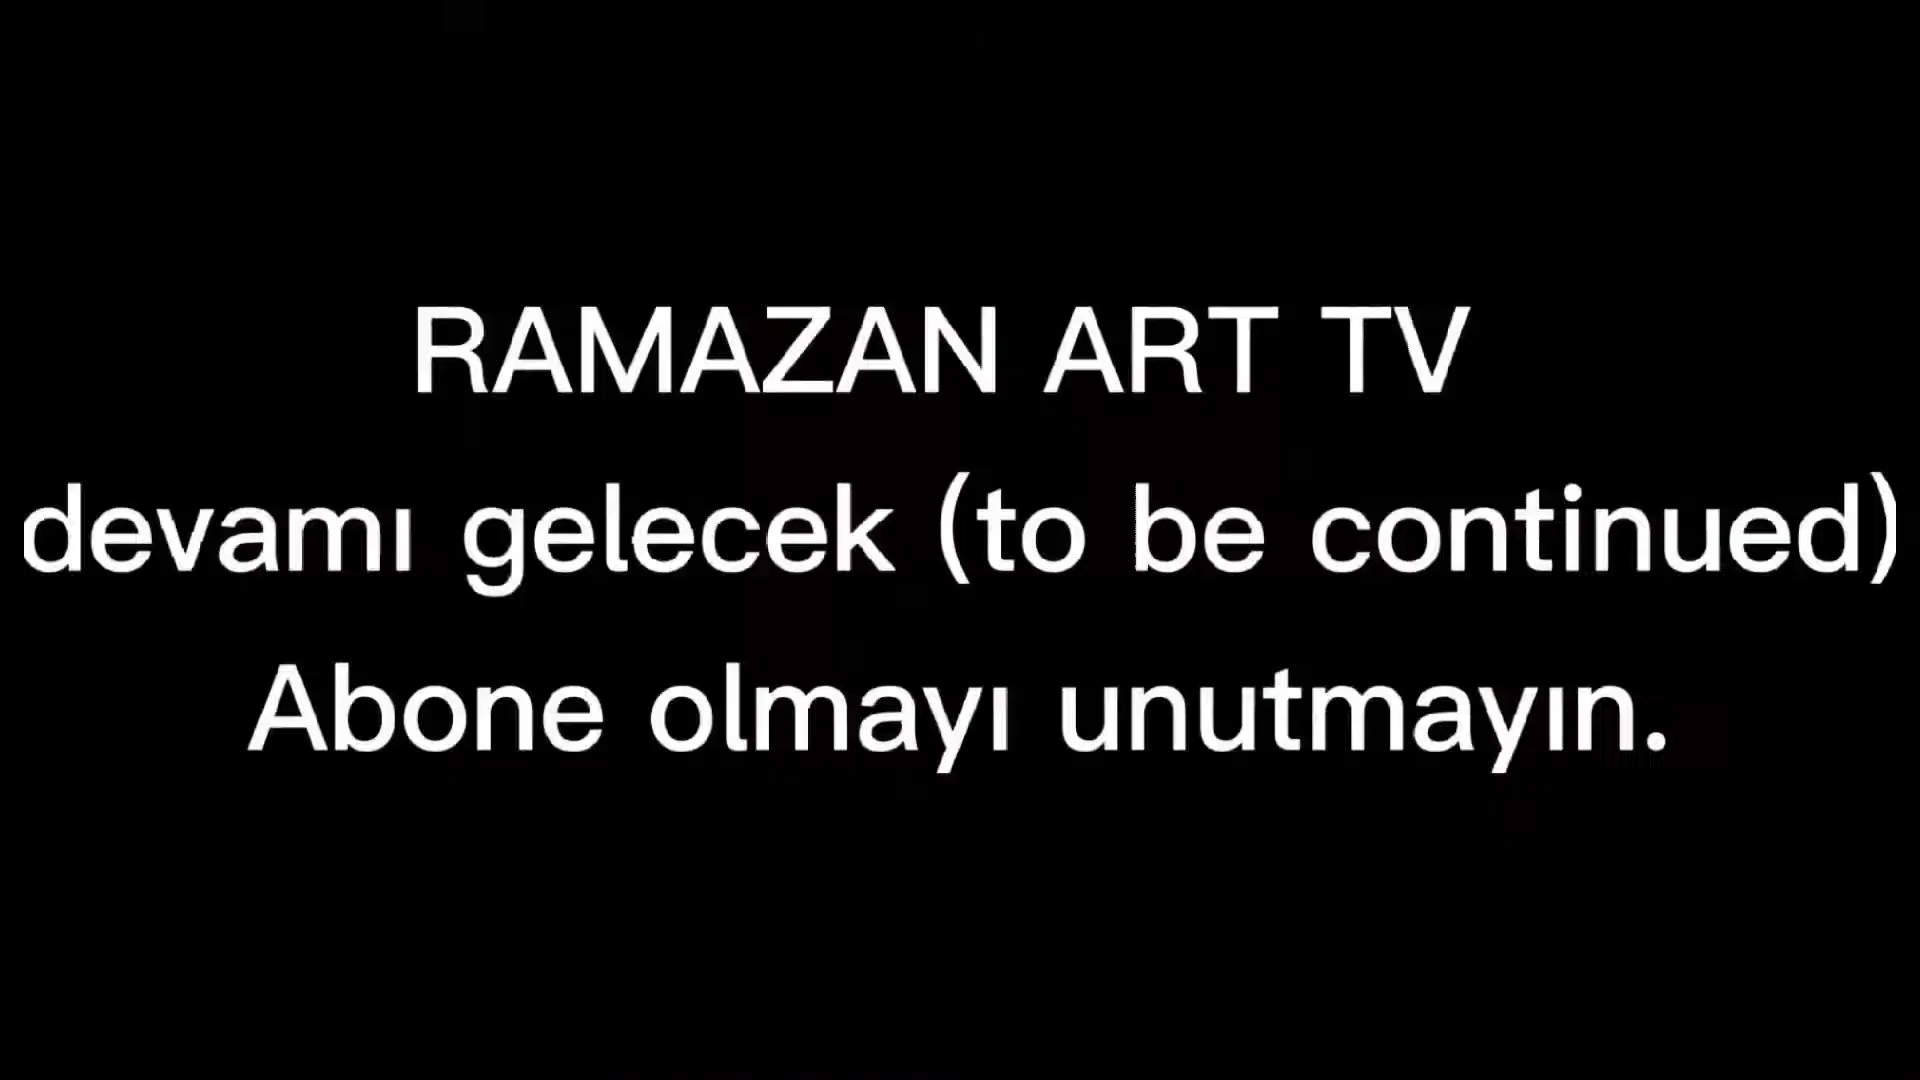 RAMAZAN ART TV
devamı gelecek (to be continued)
Abone olmayı unutmayın.